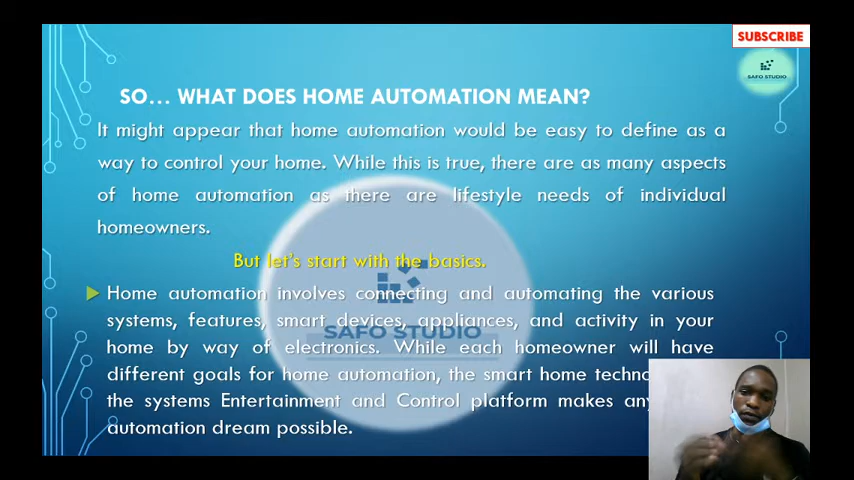 SUBSCRIBE
SAFO STUDIO
SO... WHAT DOES HOME AUTOMATION MEAN?
It might appear that home automation would be easy to define as a
way to control your home. While this is true, there are as many aspects
of home automation as there are lifestyle needs of individual
homeowners.
But let's start with the basics.
Home automation involves connecting and automating the various
systems, features, smart devices, appliances, and activity in your
SAFO STUDIO
home by way of electronics. While each homeowner will have
different goals for home automation, the smart home
the systems Entertainment and Control platform makes
automation dream possible.